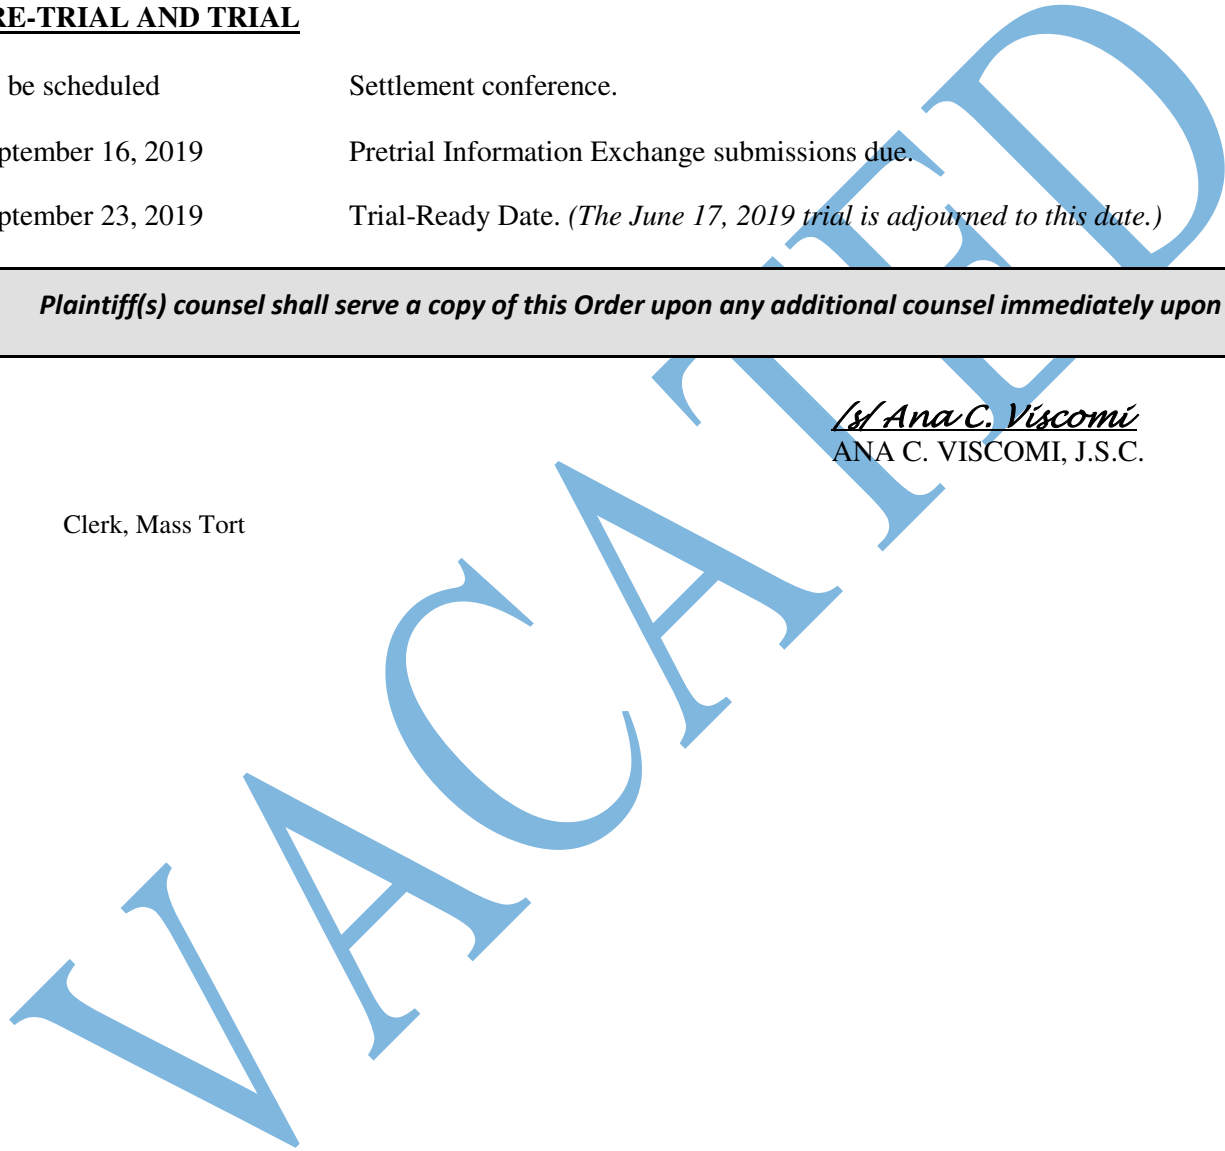 RE-TRIAL AND TRIAL
be scheduled Settlement conference.
ptember 16, 2019 Pretrial Information Exchange submissions due.
ptember 23, 2019 Trial-Ready Date. (The June 17, 2019 trial is adjourned to this date.)
Plaintiff(s) counsel shall serve a copy of this Order upon any additional counsel immediately upon
/s/ Ana C. Viscomi
ANA C. VISCOMI, J.S.C.
Clerk, Mass Tort
VACATED